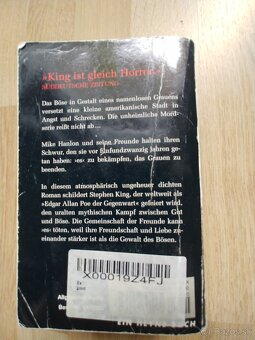 »King ist gleich Horror«
SÜDDEUTSCHE ZEITUNG
Das Böse in Gestalt eines namenlosen Grauens
versetzt eine kleine amerikanische Stadt in
Angst und Schrecken. Die unheimliche Mord-
serie reißt nicht ab...
Mike Hanlon und seine Freunde halten ihren
Schwur, den sie vor fünfundzwanzig Jahren ge-
tan haben: »es« zu bekämpfen, das Grauen zu
beenden.
In diesem atmosphärisch ungeheuer dichten
Roman schildert Stephen King, der weltweit als
»Edgar Allan Poe der Gegenwart« gefeiert wird,
den uralten mythischen Kampf zwischen Gut
und Böse. Die Gemeinschaft der Freunde kann
»es« töten, weil ihre Freundschaft und Liebe zu-
einander stärker ist als die Gewalt des Bösen.
X00019Z4FJ
EIN HEYNE-BUCH